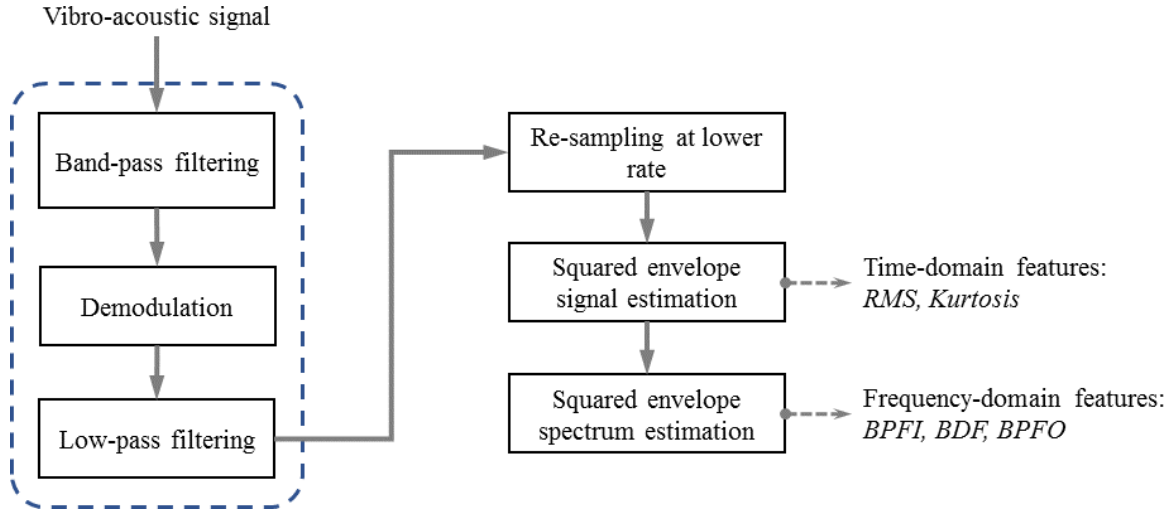 Vibro-acoustic signal
Band-pass filtering
Demodulation
Low-pass filtering
Re-sampling at lower
rate
Squared envelope
signal estimation
Time-domain features:
RMS, Kurtosis
Squared envelope
spectrum estimation
Frequency-domain features:
BPFI, BDF, BPFO